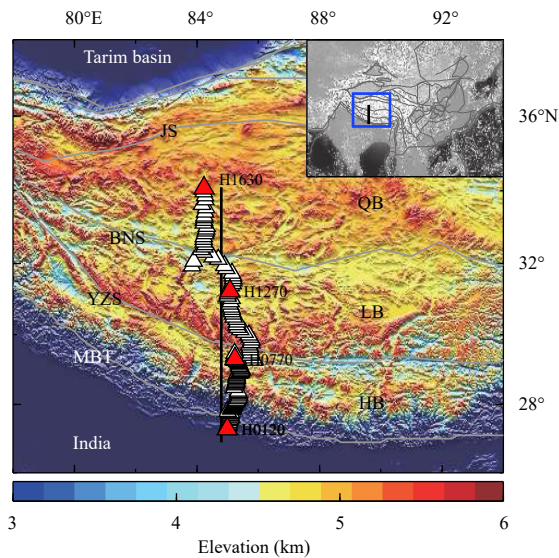 80°E 84° 88° 92°
Tarim basin
36°N
JS
H1630
QB
BNS
32°
H1270
YZS
LB
MBT
H0770
28°
HB
H0120
India
3 4 5 6
Elevation (km)